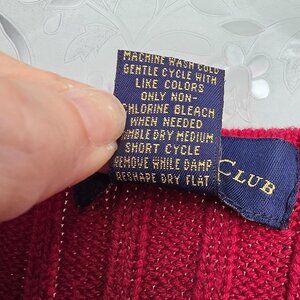 MACHINE WASH COLD
GENTLE CYCLE WITH
LIKE COLORS
ONLY NON-
CHLORINE BLEACH
WHEN NEEDED
TUMBLE DRY MEDIUM
SHORT CYCLE
REMOVE WHILE DAMP
RESHAPE DRY FLAT
CLUB